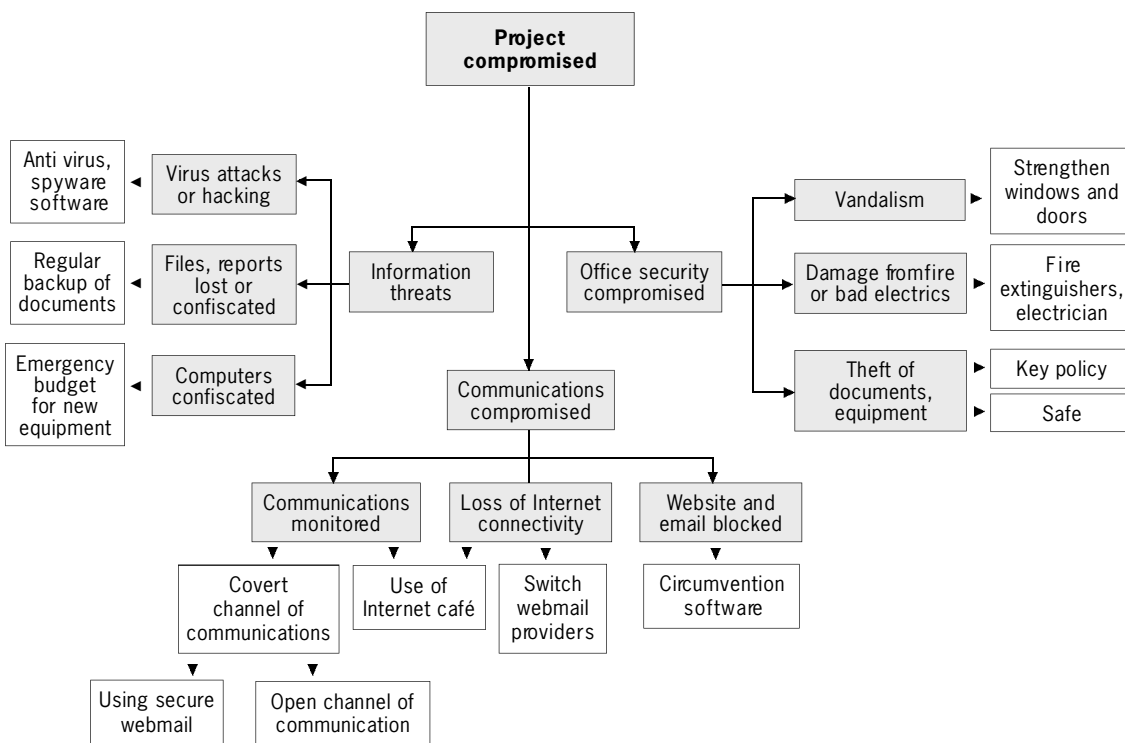 Project
compromised
Anti virus,
spyware
software
Virus attacks
or hacking
Vandalism
Strengthen
windows and
doors
Regular
backup of
documents
Files, reports
lost or
confiscated
Information
threats
Office security
compromised
Damage fromfire
or bad electrics
Fire
extinguishers,
electrician
Emergency
budget
for new
equipment
Computers
confiscated
Communications
compromised
Theft of
documents,
equipment
Key policy
Safe
Communications
monitored
Loss of Internet
connectivity
Website and
email blocked
Covert
channel of
communications
Use of
Internet café
Switch
webmail
providers
Circumvention
software
Using secure
webmail
Open channel of
communication